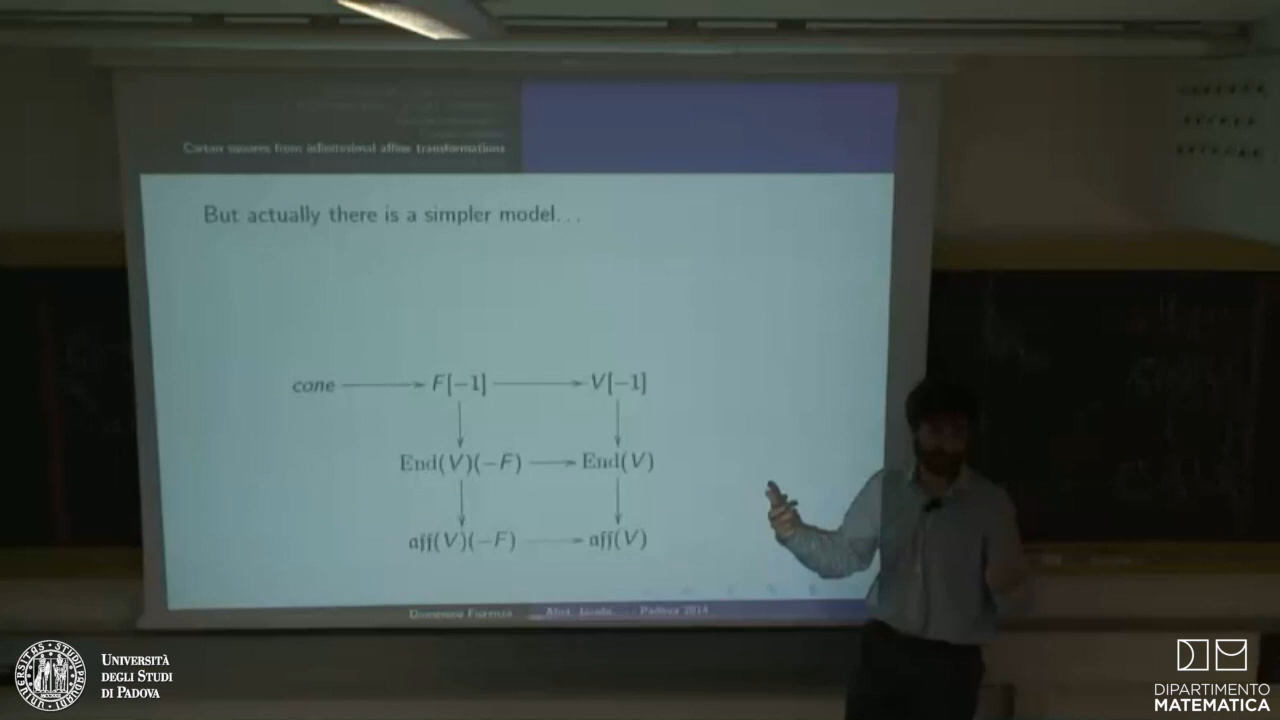 Cartan squares from infinitesimal affine transformations
But actually there is a simpler model...
cone F[−1] V[−1]
End(V)(−F) End(V)
aff(V)(−F) aff(V)
Domenico Fiorenza Padova 2014
UNIVERSITÀ
DEGLI STUDI
DI PADOVA
DIPARTIMENTO
MATEMATICA